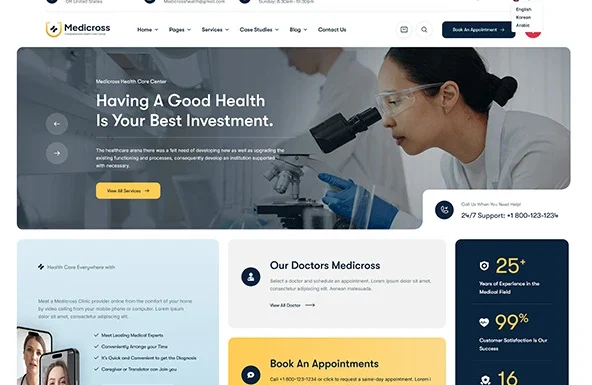 Medicrosshealth@gmail.com
English
Korean
Arabic
Medicross
Home
Pages
Services
Case Studies
Blog
Contact Us
Book An Appointment
Medicross Health Care Center
Having A Good Health
Is Your Best Investment.
The healthcare arena there was a felt need of developing new as well as upgrading the
existing functioning and processes, consequently develop an institution supported
with necessary.
View All Services
Call Us When You Need Help!
24/7 Support: +1 800-123-1234
Health Care Everywhere with
Meet a Medicross Clinic provider online from the comfort of your home
by video calling from your mobile phone or computer. Lorem
dolor sit amet.
Meet Leading Medical Experts
Conveniently Arrange your Time
It's Quick and Convenient to get the Diagnosis
Caregiver or Translator can Join you
Our Doctors Medicross
Select a doctor and schedule an appointment. Lorem ipsum dolor sit amet,
consectetur adipiscing elit. Aenean malesuada.
View All Doctor
Book An Appointments
Call +1 800-123-1234 or click to request a same-day appointment. Lorem i
25+
Years of Experience in the
Medical Field
99%
Customer Satisfaction Is Our
Success
16